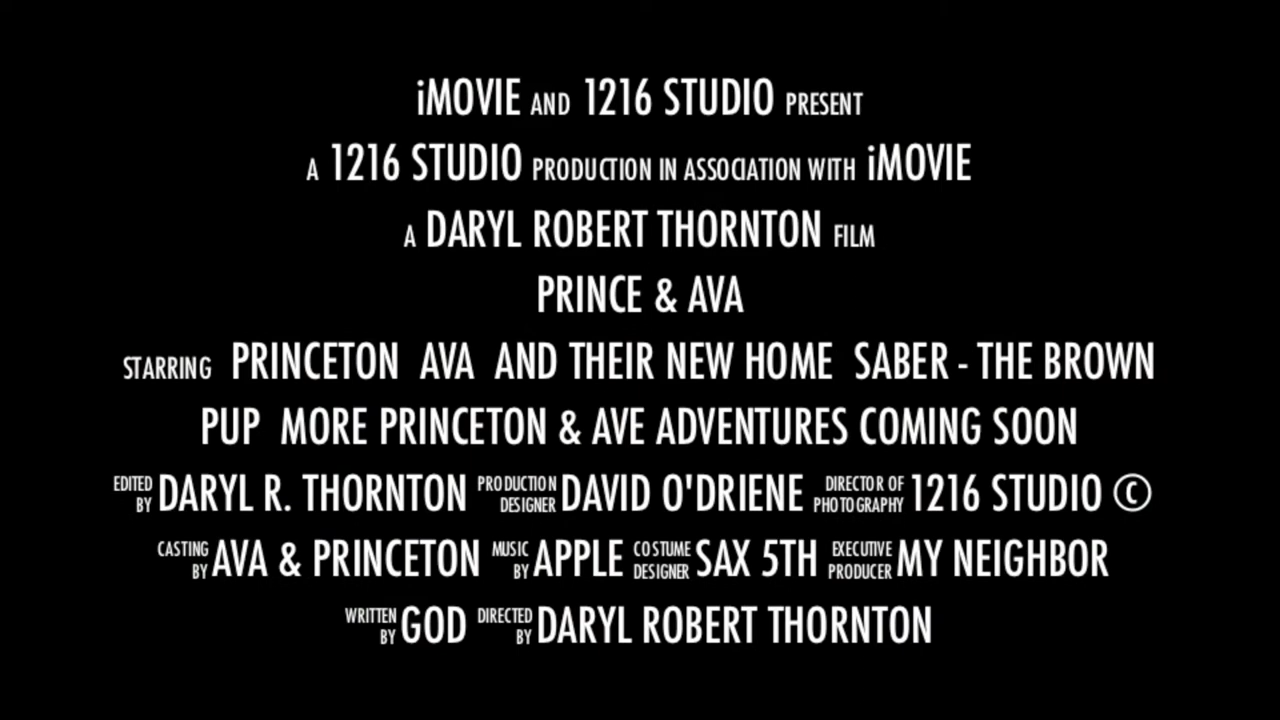 iMOVIE AND 1216 STUDIO PRESENT
A 1216 STUDIO PRODUCTION IN ASSOCIATION WITH iMOVIE
A DARYL ROBERT THORNTON FILM
PRINCE & AVA
STARRING PRINCETON AVA AND THEIR NEW HOME SABER - THE BROWN
PUP MORE PRINCETON & AVE ADVENTURES COMING SOON
EDITED BY DARYL R. THORNTON PRODUCTION DESIGNER DAVID O'DRIENE DIRECTOR OF PHOTOGRAPHY 1216 STUDIO ©
CASTING BY AVA & PRINCETON MUSIC BY APPLE COSTUME DESIGNER SAX 5TH EXECUTIVE PRODUCER MY NEIGHBOR
WRITTEN BY GOD DIRECTED BY DARYL ROBERT THORNTON